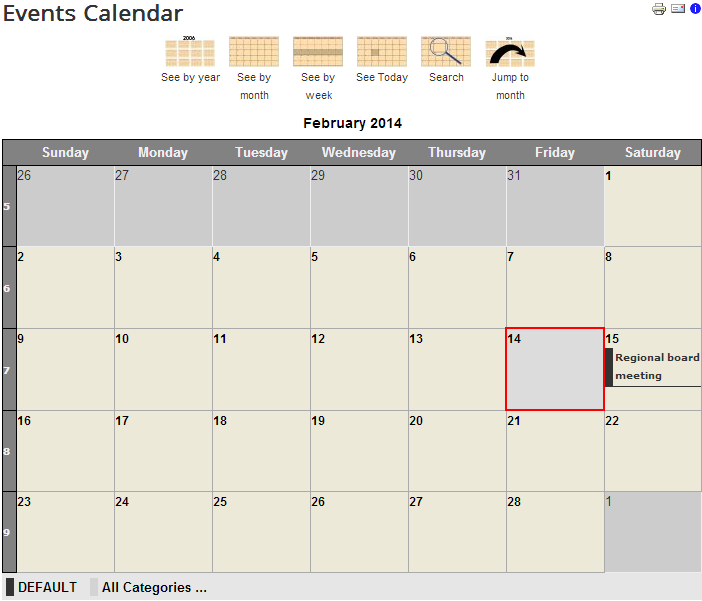 Events Calendar
2006
See by year
See by
month
See by
week
See Today
Search
Jump to
month
February 2014
Sunday Monday Tuesday Wednesday Thursday Friday Saturday
5 26 27 28 29 30 31 1
6 2 3 4 5 6 7 8
7 9 10 11 12 13 14 15
Regional board
meeting
8 16 17 18 19 20 21 22
9 23 24 25 26 27 28 1
DEFAULT All Categories ...